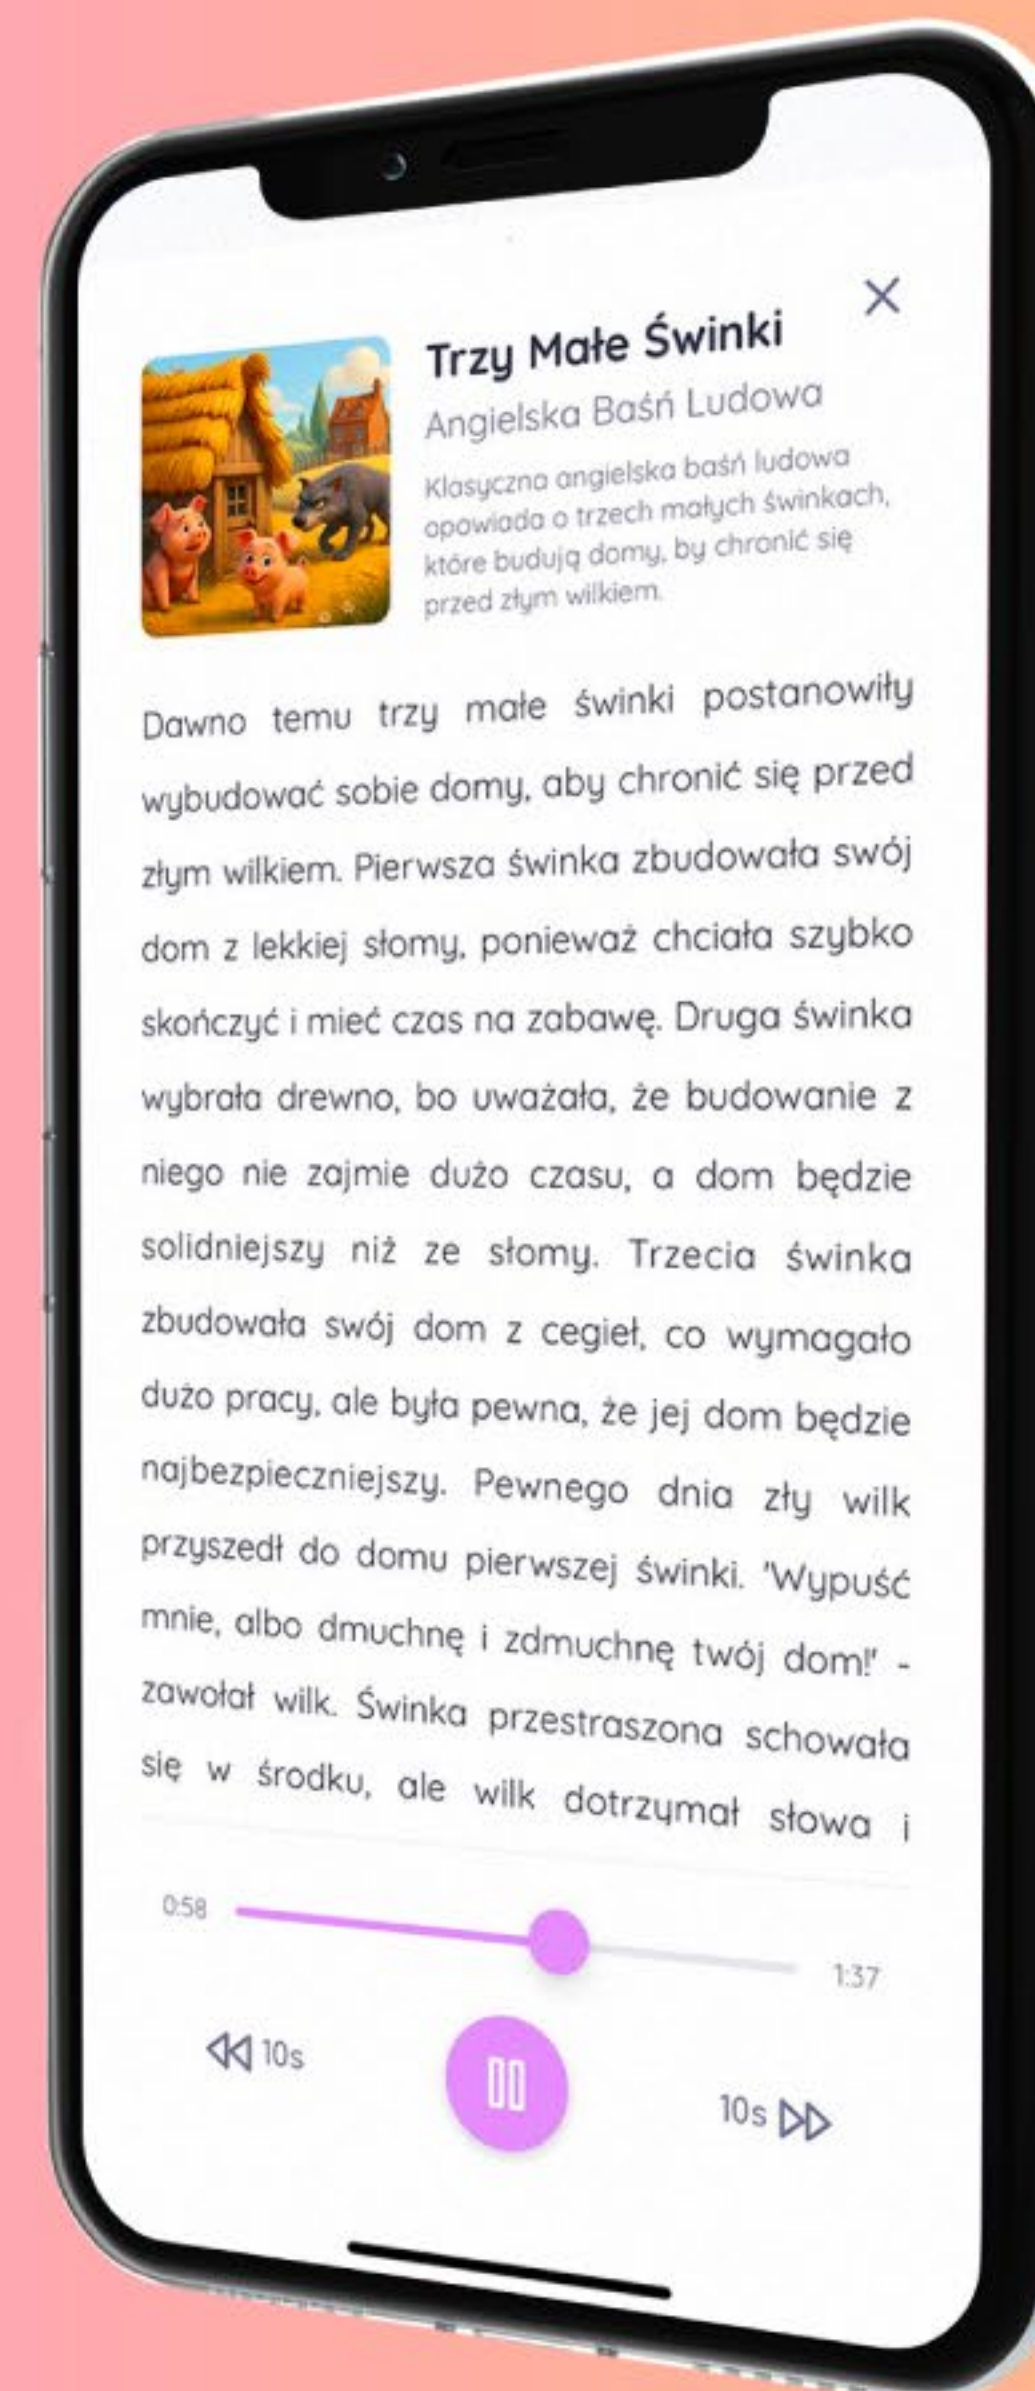 Trzy Małe Świnki
Angielska Baśń Ludowa
Klasyczna angielska baśń ludowa
opowiada o trzech małych świnkach,
które budują domy, by chronić się
przed złym wilkiem.
Dawno temu trzy małe świnki postanowiły
wybudować sobie domy, aby chronić się przed
złym wilkiem. Pierwsza świnka zbudowała swój
dom z lekkiej słomy, ponieważ chciała szybko
skończyć i mieć czas na zabawę. Druga świnka
wybrała drewno, bo uważała, że budowanie z
niego nie zajmie dużo czasu, a dom będzie
solidniejszy niż ze słomy. Trzecia świnka
zbudowała swój dom z cegieł, co wymagało
dużo pracy, ale była pewna, że jej dom będzie
najbezpieczniejszy. Pewnego dnia zły wilk
przyszedł do domu pierwszej świnki. 'Wypuść
mnie, albo dmuchnę i zdmuchnę twój dom!' -
zawołał wilk. Świnka przestraszona schowała
się w środku, ale wilk dotrzymał słowa i
0:58
1:37
10s
10s